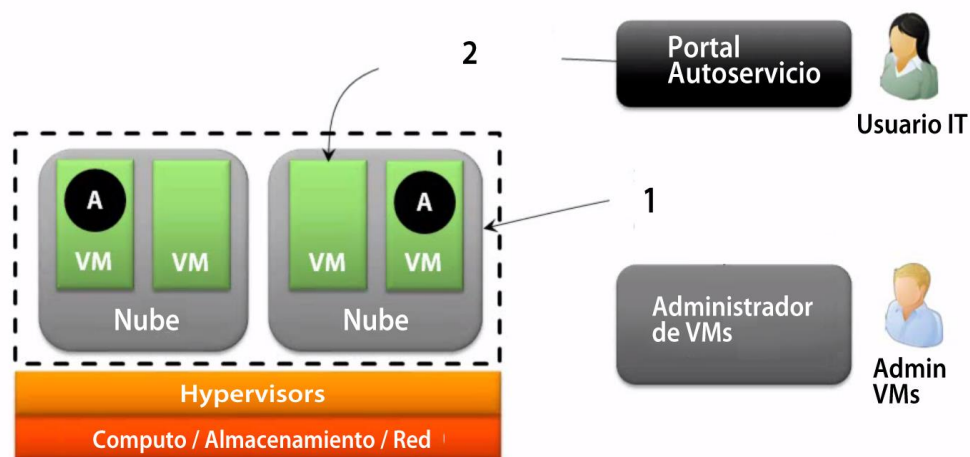 2
Portal
Autoservicio
Usuario IT
1
A
VM
VM
Nube
VM
A
VM
Nube
Administrador
de VMs
Admin
VMs
Hypervisors
Computo / Almacenamiento / Red